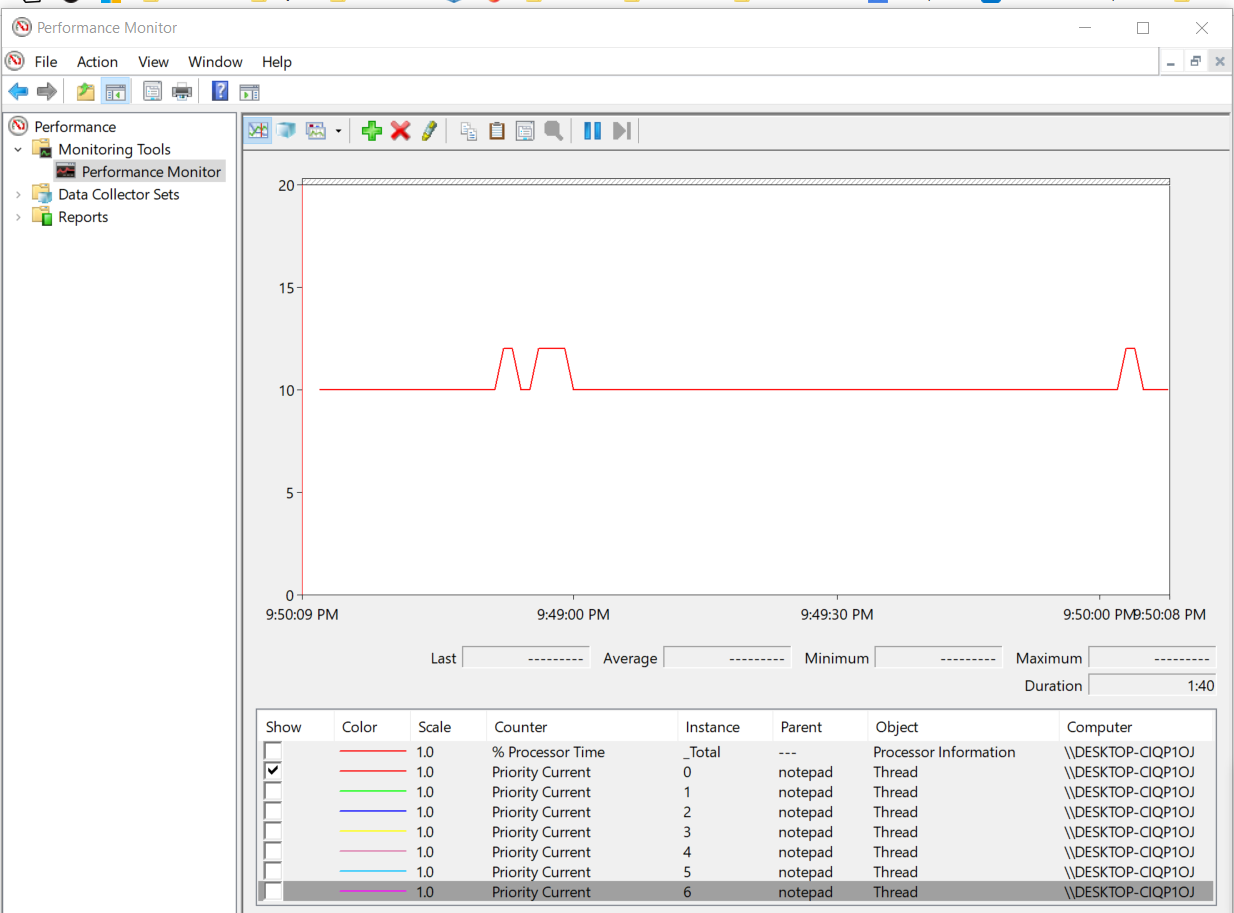 Performance Monitor
File Action View Window Help
Performance
Monitoring Tools
Performance Monitor
Data Collector Sets
Reports
20
15
10
5
0
9:50:09 PM 9:49:00 PM 9:49:30 PM 9:50:00 PM 9:50:08 PM
Last --------- Average --------- Minimum --------- Maximum ---------
Duration 1:40
Show Color Scale Counter Instance Parent Object Computer
1.0 % Processor Time _Total --- Processor Information \\DESKTOP-CIQP1OJ
1.0 Priority Current 0 notepad Thread \\DESKTOP-CIQP1OJ
1.0 Priority Current 1 notepad Thread \\DESKTOP-CIQP1OJ
1.0 Priority Current 2 notepad Thread \\DESKTOP-CIQP1OJ
1.0 Priority Current 3 notepad Thread \\DESKTOP-CIQP1OJ
1.0 Priority Current 4 notepad Thread \\DESKTOP-CIQP1OJ
1.0 Priority Current 5 notepad Thread \\DESKTOP-CIQP1OJ
1.0 Priority Current 6 notepad Thread \\DESKTOP-CIQP1OJ